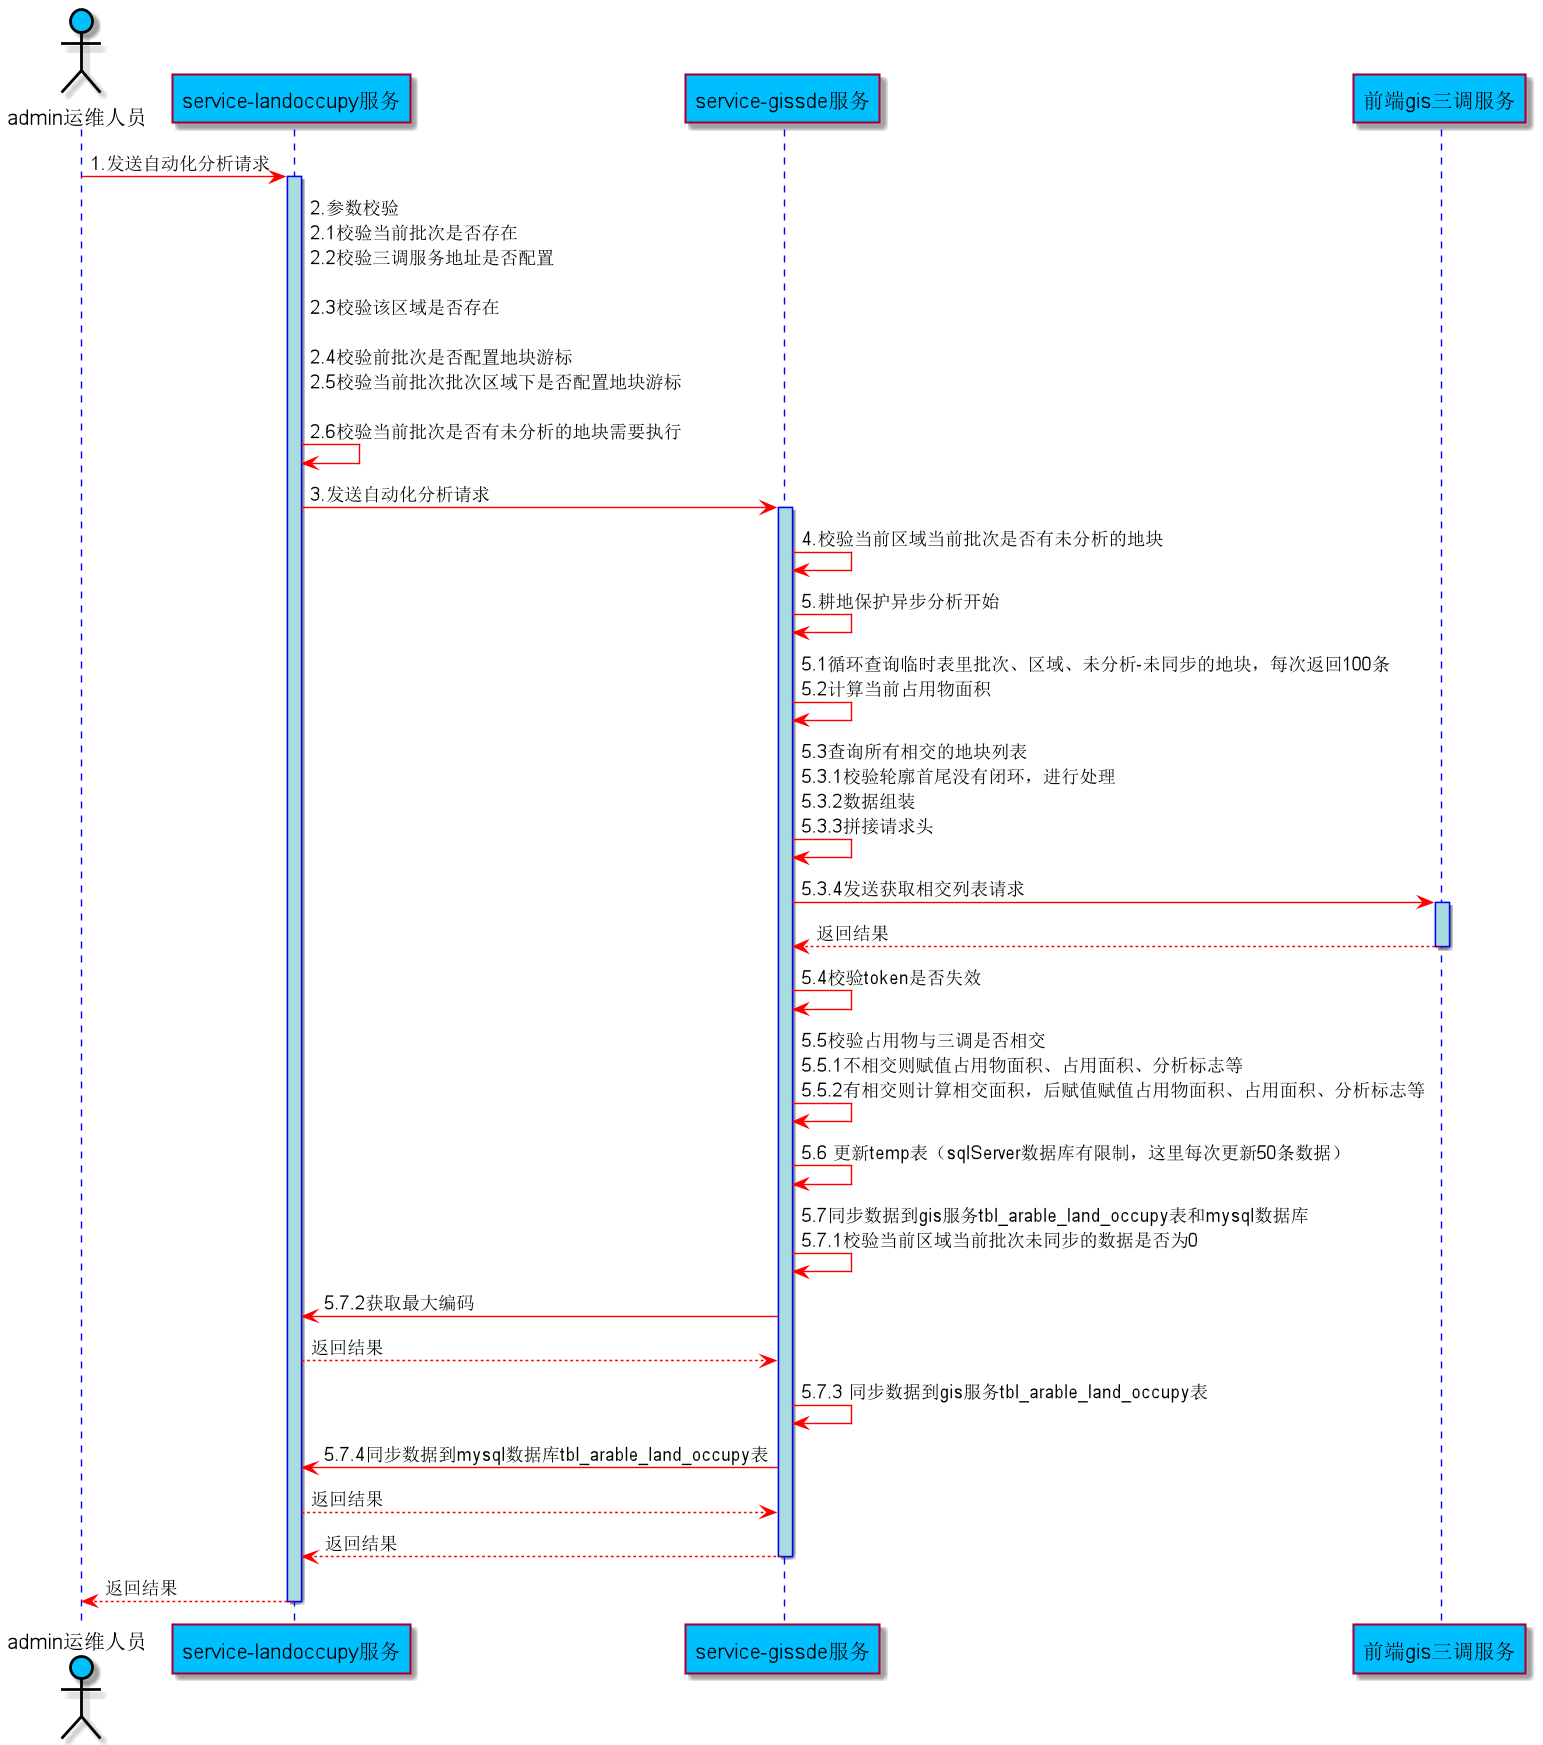 admin运维人员
service-landoccupy服务
service-gissde服务
前端gis三调服务
1.发送自动化分析请求
2.参数校验
2.1校验当前批次是否存在
2.2校验三调服务地址是否配置
2.3校验该区域是否存在
2.4校验前批次是否配置地块游标
2.5校验当前批次批次区域下是否配置地块游标
2.6校验当前批次是否有未分析的地块需要执行
3.发送自动化分析请求
4.校验当前区域当前批次是否有未分析的地块
5.耕地保护异步分析开始
5.1循环查询临时表里批次、区域、未分析-未同步的地块，每次返回100条
5.2计算当前占用物面积
5.3查询所有相交的地块列表
5.3.1校验轮廓首尾没有闭环，进行处理
5.3.2数据组装
5.3.3拼接请求头
5.3.4发送获取相交列表请求
返回结果
5.4校验token是否失效
5.5校验占用物与三调是否相交
5.5.1不相交则赋值占用物面积、占用面积、分析标志等
5.5.2有相交则计算相交面积，后赋值赋值占用物面积、占用面积、分析标志等
5.6 更新temp表（sqlServer数据库有限制，这里每次更新50条数据）
5.7同步数据到gis服务tbl_arable_land_occupy表和mysql数据库
5.7.1校验当前区域当前批次未同步的数据是否为0
5.7.2获取最大编码
返回结果
5.7.3 同步数据到gis服务tbl_arable_land_occupy表
5.7.4同步数据到mysql数据库tbl_arable_land_occupy表
返回结果
返回结果
返回结果
admin运维人员
service-landoccupy服务
service-gissde服务
前端gis三调服务